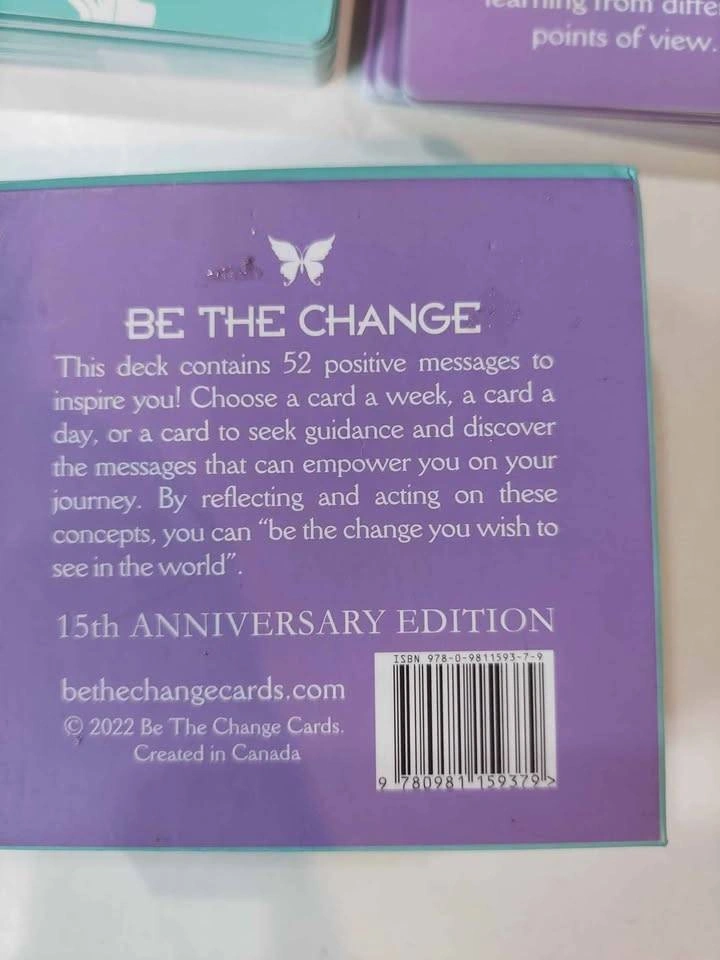 learning from differe
points of view.
BE THE CHANGE
This deck contains 52 positive messages to
inspire you! Choose a card a week, a card a
day, or a card to seek guidance and discover
the messages that can empower you on your
journey. By reflecting and acting on these
concepts, you can “be the change you wish to
see in the world”.
15th ANNIVERSARY EDITION
ISBN 978-0-9811593-7-9
bethechangecards.com
© 2022 Be The Change Cards.
Created in Canada
9 780981 159379 >